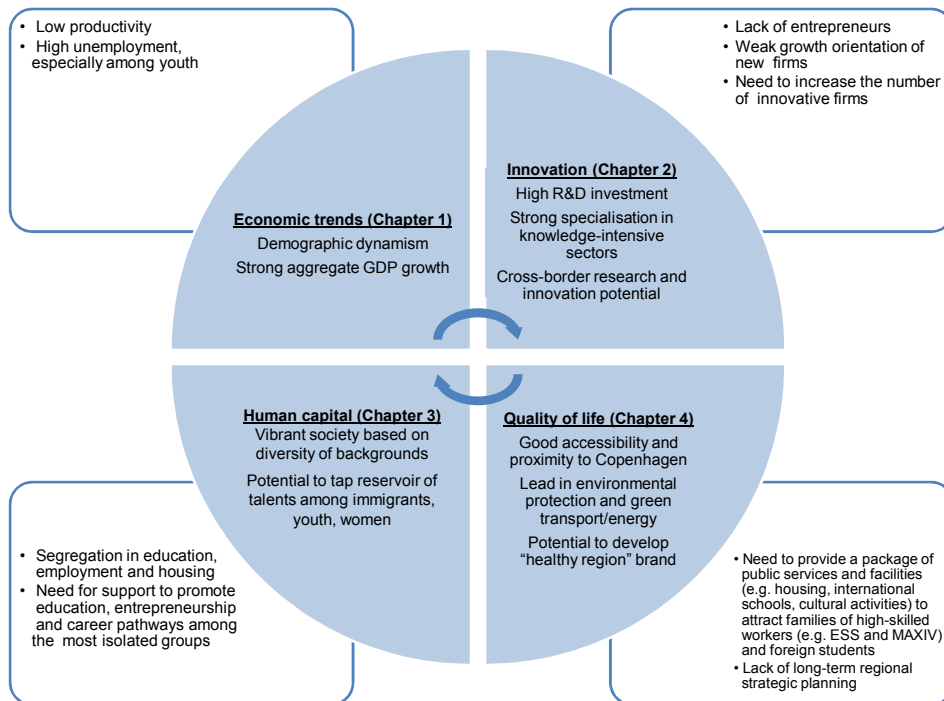 • Low productivity
• High unemployment,
especially among youth
• Lack of entrepreneurs
• Weak growth orientation of
new firms
• Need to increase the number
of innovative firms
Economic trends (Chapter 1)
Demographic dynamism
Strong aggregate GDP growth
Innovation (Chapter 2)
High R&D investment
Strong specialisation in
knowledge-intensive
sectors
Cross-border research and
innovation potential
Human capital (Chapter 3)
Vibrant society based on
diversity of backgrounds
Potential to tap reservoir of
talents among immigrants,
youth, women
Quality of life (Chapter 4)
Good accessibility and
proximity to Copenhagen
Lead in environmental
protection and green
transport/energy
Potential to develop
“healthy region” brand
• Segregation in education,
employment and housing
• Need for support to promote
education, entrepreneurship
and career pathways among
the most isolated groups
• Need to provide a package of
public services and facilities
(e.g. housing, international
schools, cultural activities) to
attract families of high-skilled
workers (e.g. ESS and MAXIV)
and foreign students
• Lack of long-term regional
strategic planning